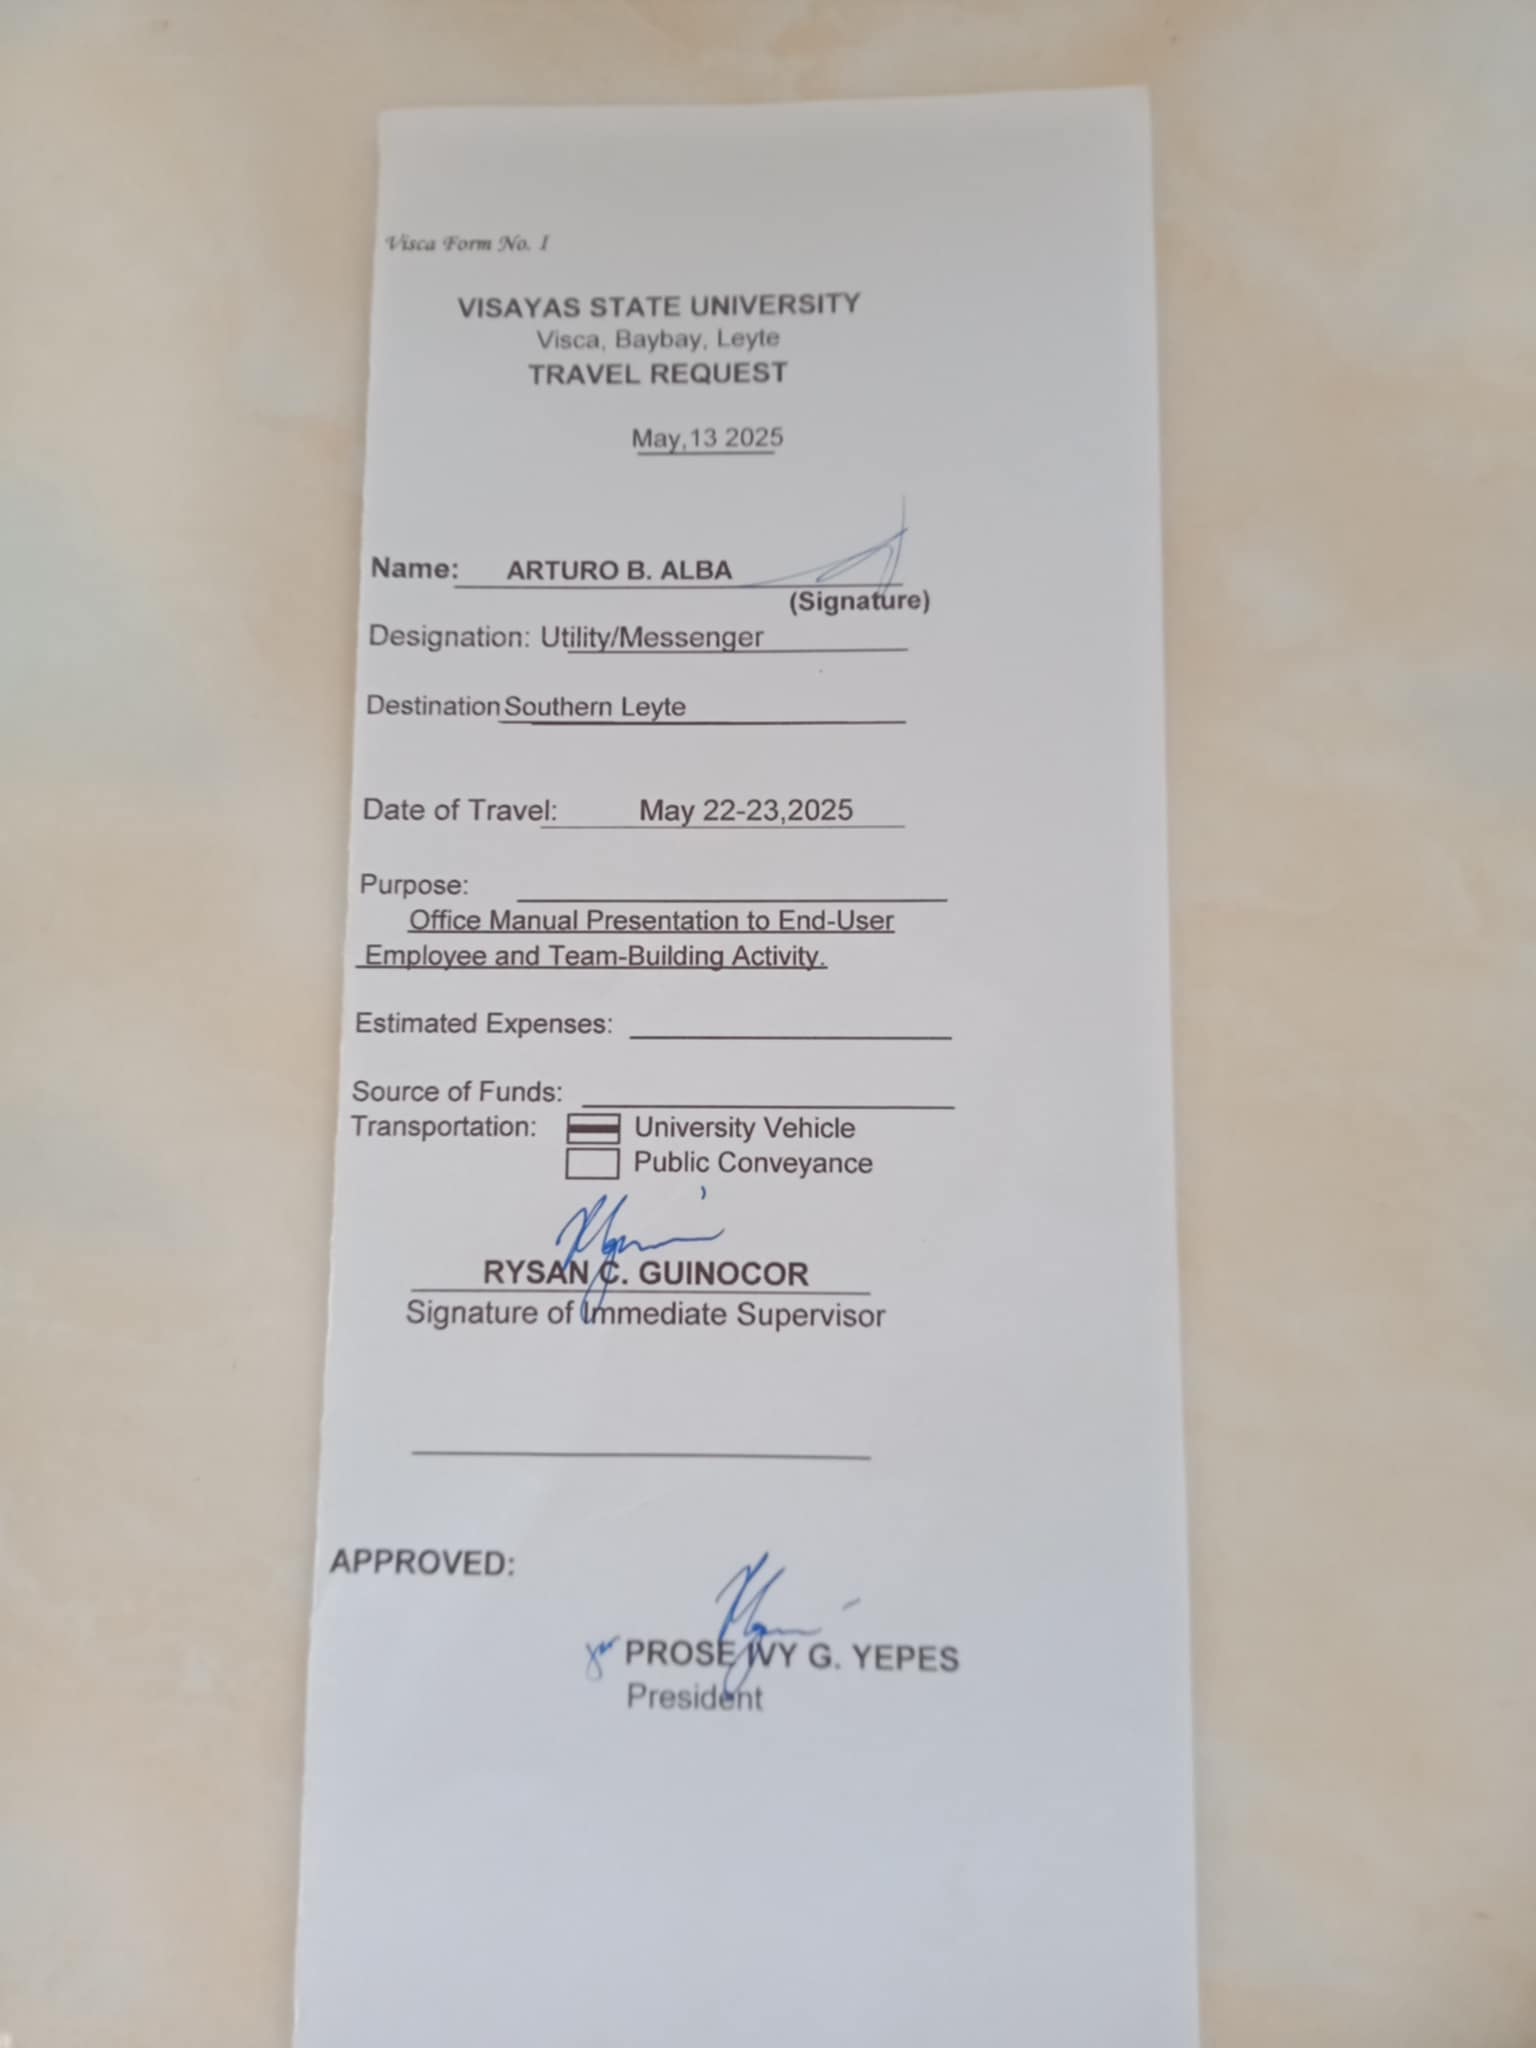 Visca Form No. 1
VISAYAS STATE UNIVERSITY
Visca, Baybay, Leyte
TRAVEL REQUEST
May,13 2025
Name: ARTURO B. ALBA
(Signature)
Designation: Utility/Messenger
Destination Southern Leyte
Date of Travel: May 22-23,2025
Purpose:
Office Manual Presentation to End-User
Employee and Team-Building Activity.
Estimated Expenses:
Source of Funds:
Transportation: University Vehicle
Public Conveyance
RYSAN C. GUINOCOR
Signature of Immediate Supervisor
APPROVED:
PROSE IVY G. YEPES
President